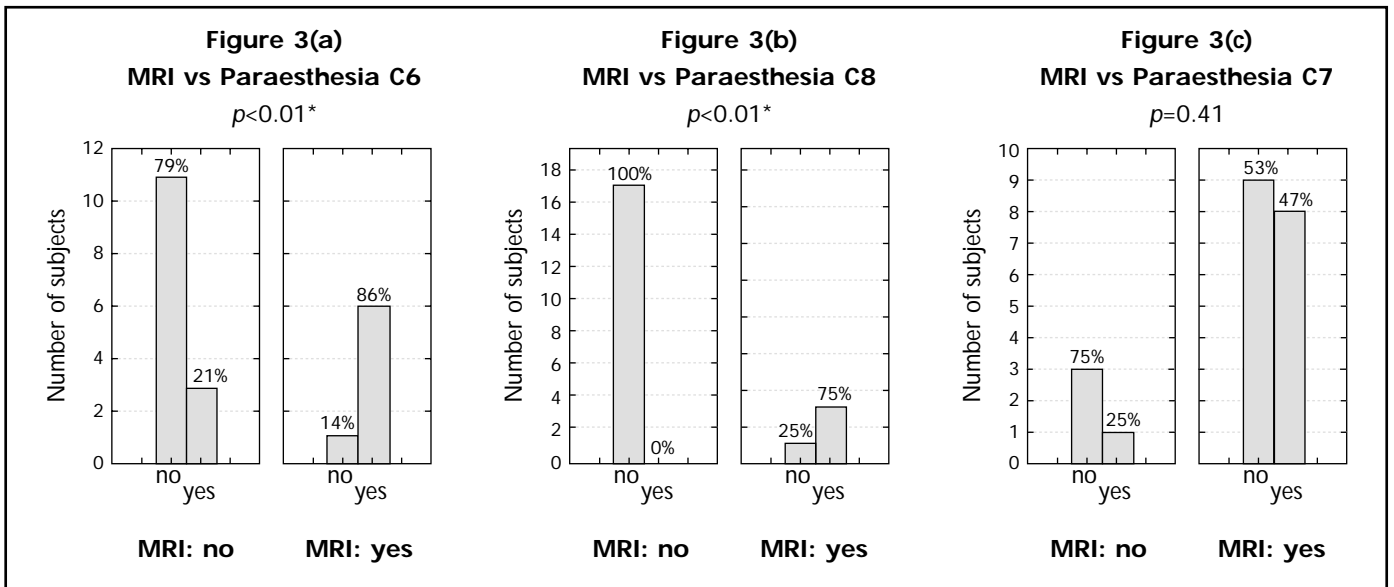 Figure 3(a)
MRI vs Paraesthesia C6
p<0.01*
Number of subjects
12
10
8
6
4
2
0
79%
21%
no
yes
MRI: no
14%
86%
no
yes
MRI: yes
Figure 3(b)
MRI vs Paraesthesia C8
p<0.01*
Number of subjects
18
16
14
12
10
8
6
4
2
0
100%
0%
no
yes
MRI: no
25%
75%
no
yes
MRI: yes
Figure 3(c)
MRI vs Paraesthesia C7
p=0.41
Number of subjects
10
9
8
7
6
5
4
3
2
1
0
75%
25%
no
yes
MRI: no
53%
47%
no
yes
MRI: yes